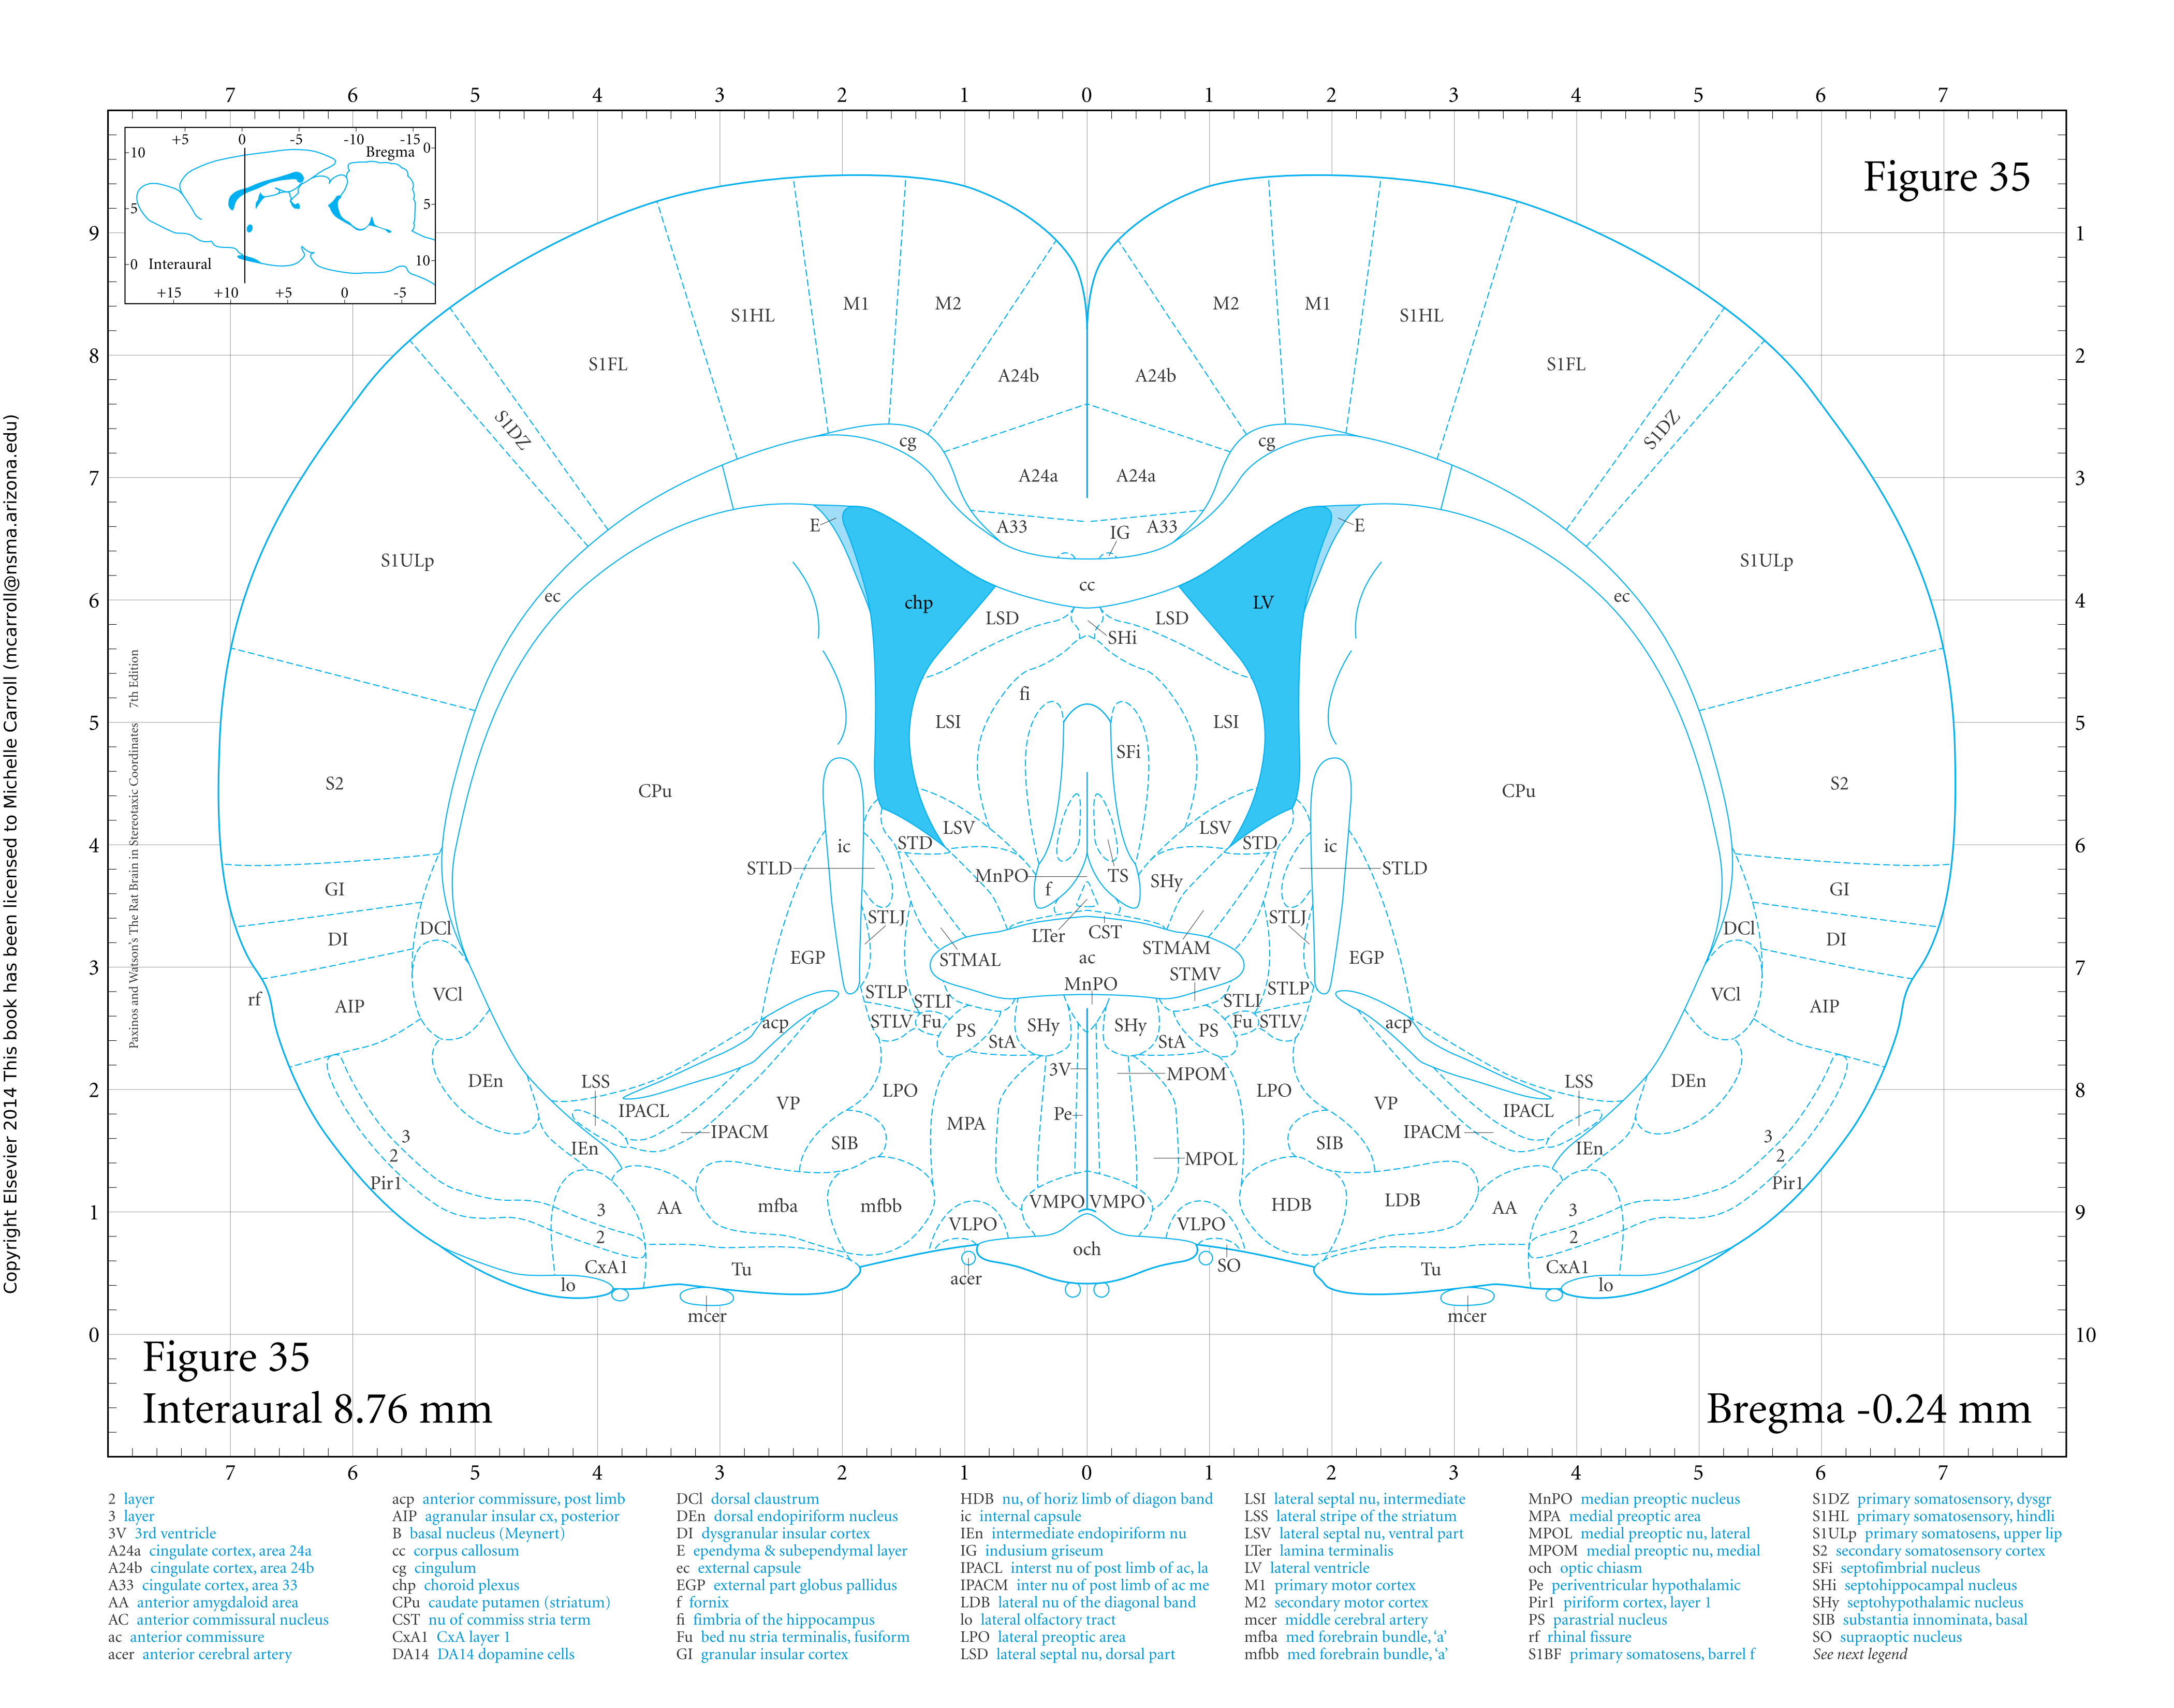 7 6 5 4 3 2 1 0 1 2 3 4 5 6 7
+5 0 -5 -10 -15
Bregma 0
10
5 5
10
0 Interaural
+15 +10 +5 0 -5
Figure 35
9 1
8 2
7 3
6 4
5 5
4 6
3 7
2 8
1 9
0 10
S1HL M1 M2 M2 M1 S1HL
S1FL A24b A24b S1FL
S1DZ cg cg S1DZ
A24a A24a
E A33 IG A33 E
S1ULp cc S1ULp
ec chp LV ec
LSD SHi LSD
fi
LSI LSI
SFi
S2 CPu CPu S2
ic STD LSV LSV STD ic
STLD MnPO f TS SHy STLD
GI GI
STLJ STLJ
DCl LTer CST DCl
DI STMAM DI
EGP STMAL ac EGP
STMV
rf VCl STLP STLI MnPO STLI STLP VCl
AIP AIP
acp STLV Fu PS SHy SHy PS Fu STLV acp
StA StA
3V MPOM
DEn LSS LPO LPO LSS DEn
IPACL VP Pe VP IPACL
IPACM MPA IPACM
SIB SIB
3 IEn MPOL IEn 3
2 2
Pir1 Pir1
3 AA mfba mfbb VMPO VMPO HDB LDB AA 3
2 VLPO VLPO 2
och
CxA1 Tu acer SO Tu CxA1
lo lo
mcer mcer
Paxinos and Watson's The Rat Brain in Stereotaxic Coordinates 7th Edition
Copyright Elsevier 2014 This book has been licensed to Michelle Carroll (mcarroll@nsma.arizona.edu)
Figure 35
Interaural 8.76 mm
Bregma -0.24 mm
7 6 5 4 3 2 1 0 1 2 3 4 5 6 7
2 layer
3 layer
3V 3rd ventricle
A24a cingulate cortex, area 24a
A24b cingulate cortex, area 24b
A33 cingulate cortex, area 33
AA anterior amygdaloid area
AC anterior commissural nucleus
ac anterior commissure
acer anterior cerebral artery
acp anterior commissure, post limb
AIP agranular insular cx, posterior
B basal nucleus (Meynert)
cc corpus callosum
cg cingulum
chp choroid plexus
CPu caudate putamen (striatum)
CST nu of commiss stria term
CxA1 CxA layer 1
DA14 DA14 dopamine cells
DCl dorsal claustrum
DEn dorsal endopiriform nucleus
DI dysgranular insular cortex
E ependyma & subependymal layer
ec external capsule
EGP external part globus pallidus
f fornix
fi fimbria of the hippocampus
Fu bed nu stria terminalis, fusiform
GI granular insular cortex
HDB nu, of horiz limb of diagon band
ic internal capsule
IEn intermediate endopiriform nu
IG indusium griseum
IPACL interst nu of post limb of ac, la
IPACM inter nu of post limb of ac me
LDB lateral nu of the diagonal band
lo lateral olfactory tract
LPO lateral preoptic area
LSD lateral septal nu, dorsal part
LSI lateral septal nu, intermediate
LSS lateral stripe of the striatum
LSV lateral septal nu, ventral part
LTer lamina terminalis
LV lateral ventricle
M1 primary motor cortex
M2 secondary motor cortex
mcer middle cerebral artery
mfba med forebrain bundle, 'a'
mfbb med forebrain bundle, 'a'
MnPO median preoptic nucleus
MPA medial preoptic area
MPOL medial preoptic nu, lateral
MPOM medial preoptic nu, medial
och optic chiasm
Pe periventricular hypothalamic
Pir1 piriform cortex, layer 1
PS parastrial nucleus
rf rhinal fissure
S1BF primary somatosens, barrel f
S1DZ primary somatosensory, dysgr
S1HL primary somatosensory, hindli
S1ULp primary somatosens, upper lip
S2 secondary somatosensory cortex
SFi septofimbrial nucleus
SHi septohippocampal nucleus
SHy septohypothalamic nucleus
SIB substantia innominata, basal
SO supraoptic nucleus
See next legend